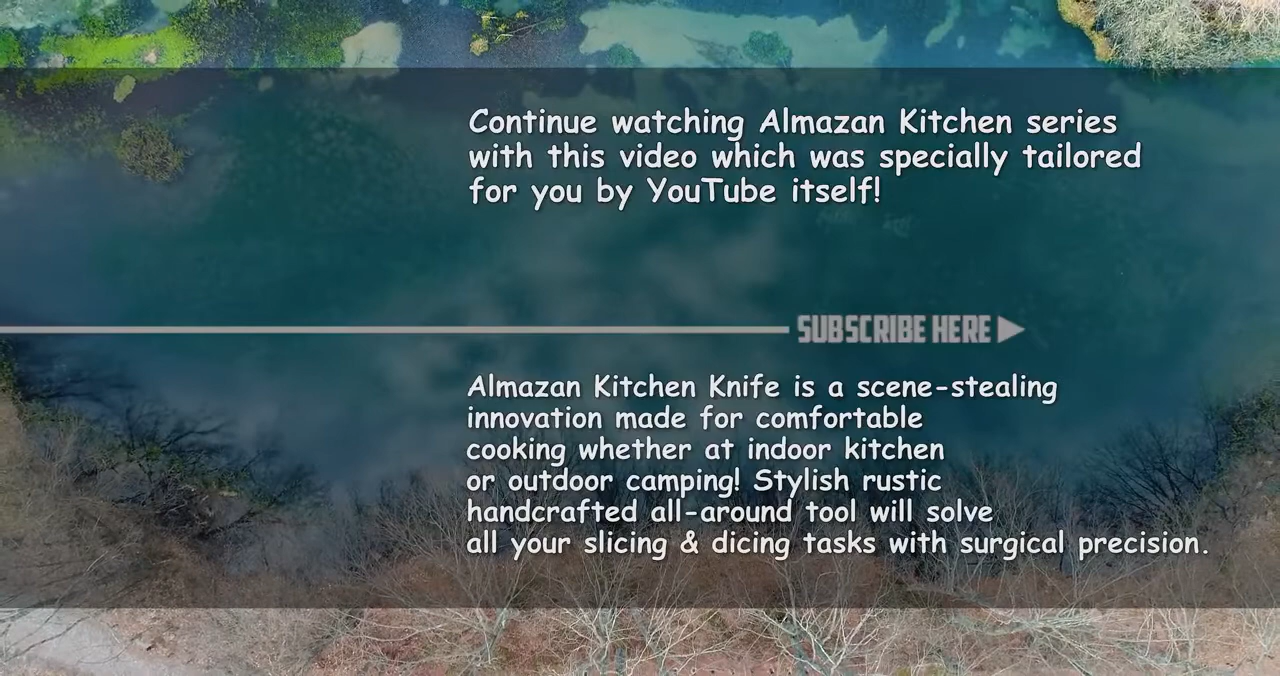 Continue watching Almazan Kitchen series
with this video which was specially tailored
for you by YouTube itself!
SUBSCRIBE HERE
Almazan Kitchen Knife is a scene-stealing
innovation made for comfortable
cooking whether at indoor kitchen
or outdoor camping! Stylish rustic
handcrafted all-around tool will solve
all your slicing & dicing tasks with surgical precision.